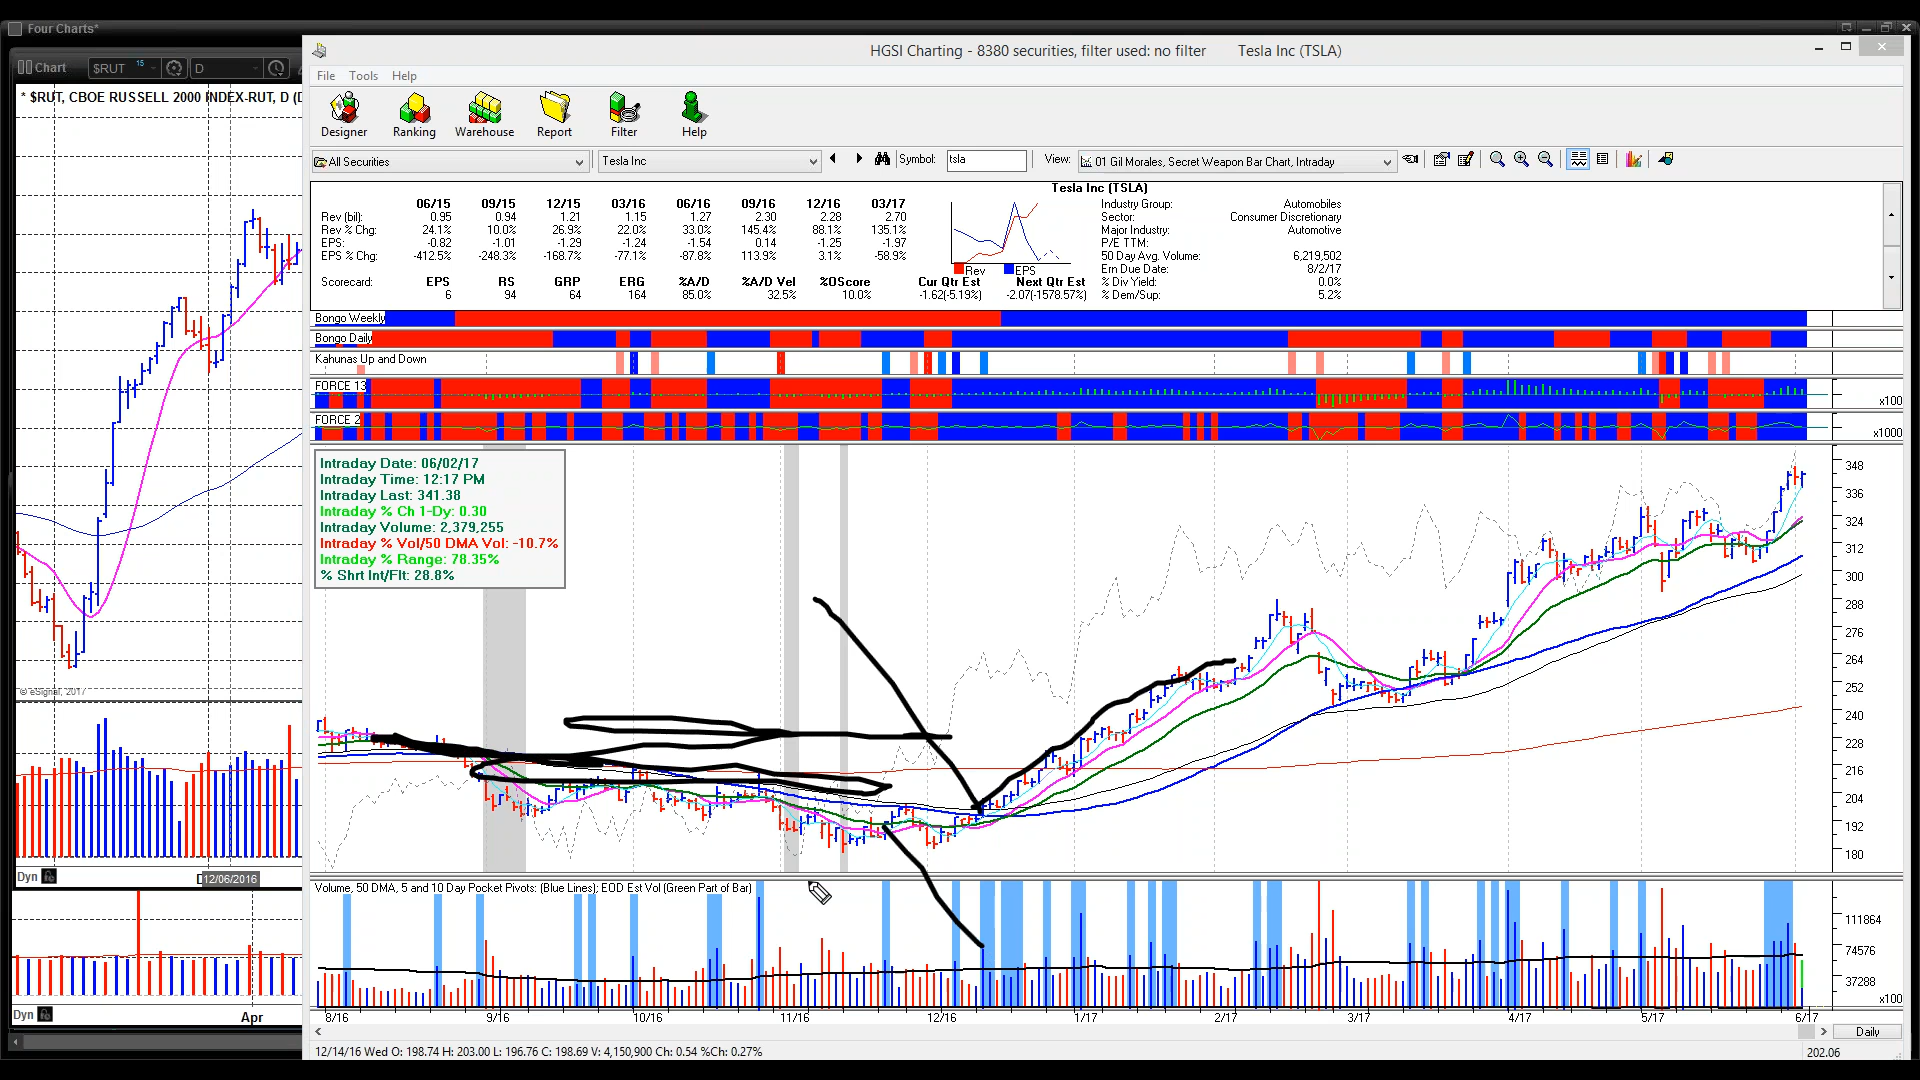 Four Charts*
HGSI Charting - 8380 securities, filter used: no filter Tesla Inc (TSLA)
Chart $RUT 15 D
File Tools Help
* $RUT, CBOE RUSSELL 2000 INDEX-RUT, D (D
Designer Ranking Warehouse Report Filter Help
All Securities Tesla Inc Symbol: tsla View: 01 Gil Morales, Secret Weapon Bar Chart, Intraday
Tesla Inc (TSLA)
06/15 09/15 12/15 03/16 06/16 09/16 12/16 03/17
Rev (bil): 0.95 0.94 1.21 1.15 1.27 2.30 2.28 2.70
Rev % Chg: 24.1% 10.0% 26.9% 22.0% 33.0% 145.4% 88.1% 135.1%
EPS: -0.82 -1.01 -1.29 -1.24 -1.54 0.14 -1.25 -1.97
EPS % Chg: -412.5% -248.3% -168.7% -77.1% -87.8% 113.9% 3.1% -58.9%
Rev EPS
Scorecard: EPS RS GRP ERG %A/D %A/D Vel %OScore Cur Qtr Est Next Qtr Est
6 94 64 164 85.0% 32.5% 10.0% -1.62(-5.19%) -2.07(-1578.57%)
Industry Group: Automobiles
Sector: Consumer Discretionary
Major Industry: Automotive
P/E TTM:
50 Day Avg. Volume: 6,219,502
Ern Due Date: 8/2/17
% Div Yield: 0.0%
% Dem/Sup: 5.2%
Bongo Weekly
Bongo Daily
Kahunas Up and Down
FORCE 13
x100
FORCE 2
x1000
Intraday Date: 06/02/17
Intraday Time: 12:17 PM
Intraday Last: 341.38
Intraday % Ch 1-Dy: 0.30
Intraday Volume: 2,379,255
Intraday % Vol/50 DMA Vol: -10.7%
Intraday % Range: 78.35%
% Shrt Int/Flt: 28.8%
348
336
324
312
300
288
276
264
252
240
228
216
204
192
180
© eSignal, 2017
Dyn 12/06/2016
Volume, 50 DMA, 5 and 10 Day Pocket Pivots: (Blue Lines); EOD Est Vol (Green Part of Bar)
111864
74576
37288
x100
Dyn Apr
8/16 9/16 10/16 11/16 12/16 1/17 2/17 3/17 4/17 5/17 6/17
Daily
12/14/16 Wed O: 198.74 H: 203.00 L: 196.76 C: 198.69 V: 4,150,900 Ch: 0.54 %Ch: 0.27% 202.06